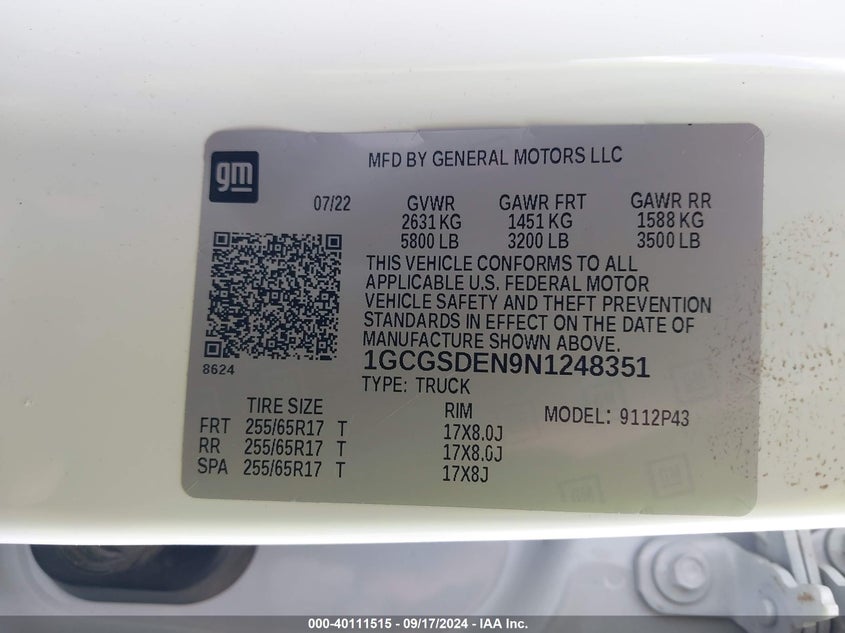 gm
MFD BY GENERAL MOTORS LLC
07/22
GVWR GAWR FRT GAWR RR
2631 KG 1451 KG 1588 KG
5800 LB 3200 LB 3500 LB
THIS VEHICLE CONFORMS TO ALL
APPLICABLE U.S. FEDERAL MOTOR
VEHICLE SAFETY AND THEFT PREVENTION
STANDARDS IN EFFECT ON THE DATE OF
MANUFACTURE SHOWN ABOVE.
8624
1GCGSDEN9N1248351
TYPE: TRUCK
TIRE SIZE RIM MODEL: 9112P43
FRT 255/65R17 T 17X8.0J
RR 255/65R17 T 17X8.0J
SPA 255/65R17 T 17X8J
000-40111515 - 09/17/2024 - IAA Inc.